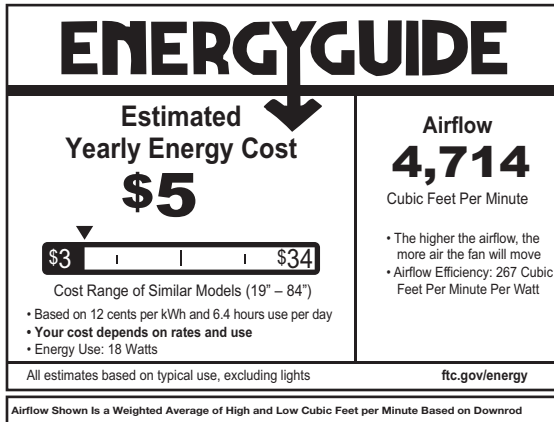 ENERGYGUIDE
Estimated
Yearly Energy Cost
$5
$3
$34
Cost Range of Similar Models (19” – 84”)
• Based on 12 cents per kWh and 6.4 hours use per day
• Your cost depends on rates and use
• Energy Use: 18 Watts
Airflow
4,714
Cubic Feet Per Minute
• The higher the airflow, the
more air the fan will move
• Airflow Efficiency: 267 Cubic
Feet Per Minute Per Watt
All estimates based on typical use, excluding lights
ftc.gov/energy
Airflow Shown Is a Weighted Average of High and Low Cubic Feet per Minute Based on Downrod